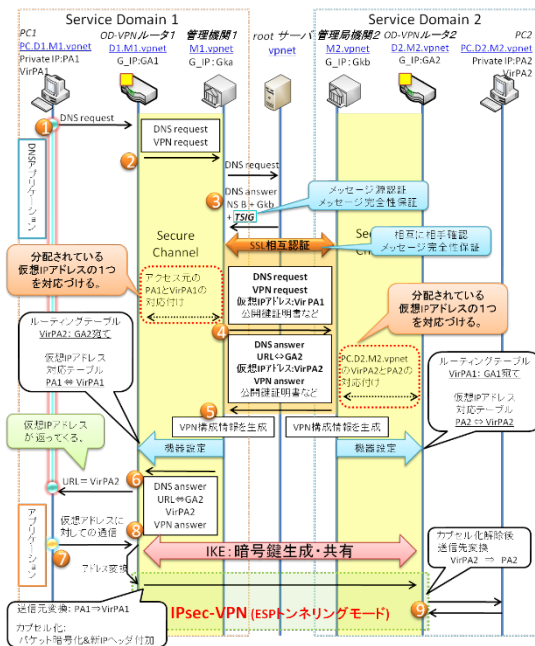 Service Domain 1
Service Domain 2
PC1
PC.D1.M1.vpnet
Private IP:PA1
VirPA1
OD-VPNルータ1
D1.M1.vpnet
G_IP:GA1
管理機関1
M1.vpnet
G_IP:Gka
root サーバ
vpnet
管理局機関2
M2.vpnet
G_IP:Gkb
OD-VPNルータ2
D2.M2.vpnet
G_IP:GA2
PC2
PC.D2.M2.vpnet
Private IP:PA2
VirPA2
1
DNS request
2
DNS request
VPN request
DNS request
3
DNS answer
NS B + Gkb
+ TSIG
メッセージ源認証
メッセージ完全性保証
DNSアプリケーション
Secure
Channel
SSL相互認証
相互に相手確認
メッセージ完全性保証
分配されている
仮想IPアドレスの1つ
を対応づける。
アクセス元の
PA1とVirPA1の
対応付け
DNS request
VPN request
仮想IPアドレス:VirPA1
公開鍵証明書など
4
分配されている
仮想IPアドレスの1つ
を対応づける。
ルーティングテーブル
VirPA2: GA2宛て
仮想IPアドレス
対応テーブル
PA1 ⇔ VirPA1
DNS answer
URL⇔GA2
仮想IPアドレス:VirPA2
VPN answer
公開鍵証明書など
PC.D2.M2.vpnet
のVirPA2とPA2の
対応付け
ルーティングテーブル
VirPA1: GA1宛て
仮想IPアドレス
対応テーブル
PA2 ⇔ VirPA2
5
VPN構成情報を生成
VPN構成情報を生成
仮想IPアドレス
が返ってくる。
機器設定
機器設定
6
URL= VirPA2
DNS answer
URL⇔GA2
VirPA2
VPN answer
アプリケーション
7
仮想アドレスに
対しての通信
8
IKE:暗号鍵生成・共有
カプセル化解除後
送信先変換
VirPA2 ⇒ PA2
アドレス変換
送信元変換: PA1⇒VirPA1
カプセル化:
パケット暗号化&新IPヘッダ付加
IPsec-VPN (ESPトンネリングモード)
9